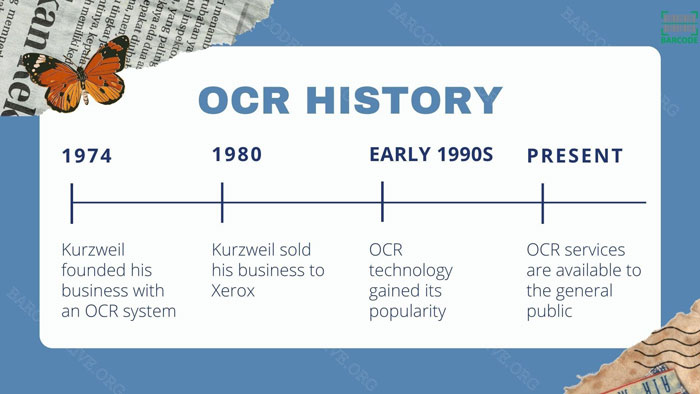 OCR HISTORY
1974
Kurzweil
founded his
business with
an OCR system
1980
Kurzweil sold
his business to
Xerox
EARLY 1990S
OCR
technology
gained its
popularity
PRESENT
OCR services
are available to
the general
public
BARCODE